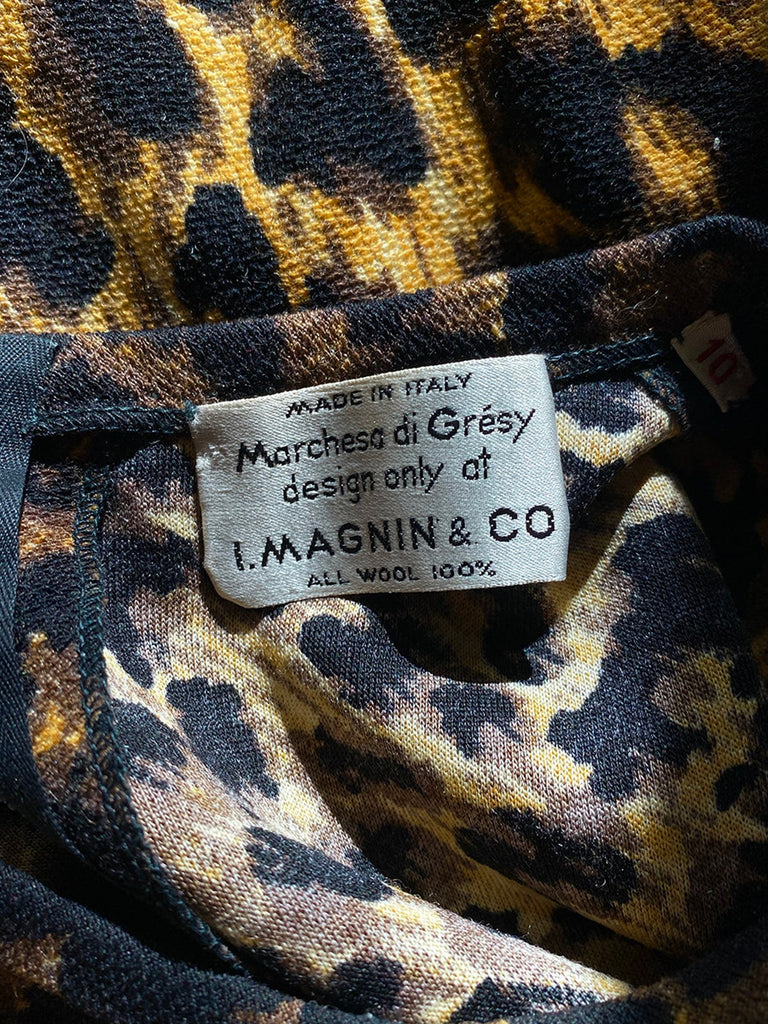 MADE IN ITALY
Marchesa di Grésy
design only at
I. MAGNIN & CO
ALL WOOL 100%
10